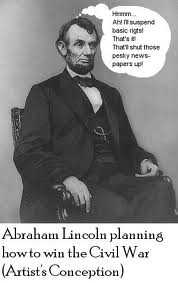 Hmmm...
Ah! I'll suspend
basic rigts!
That's it!
That'll shut those
pesky news-
papers up!
Abraham Lincoln planning
how to win the Civil War
(Artist's Conception)